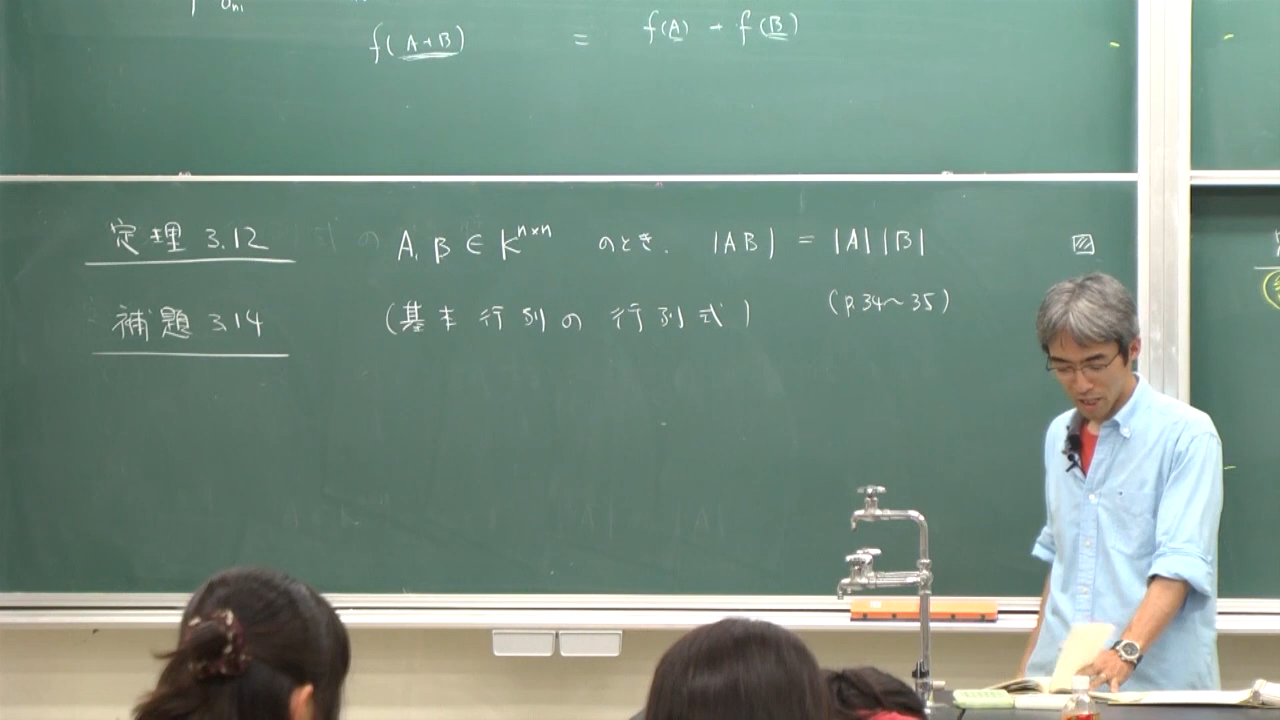 f(A+B) = f(A) + f(B)
定理 3.12 A, B ∈ K^{n×n} のとき. |AB| = |A||B| ▨
補題 3.14 (基本行列の行列式) (p.34~35)